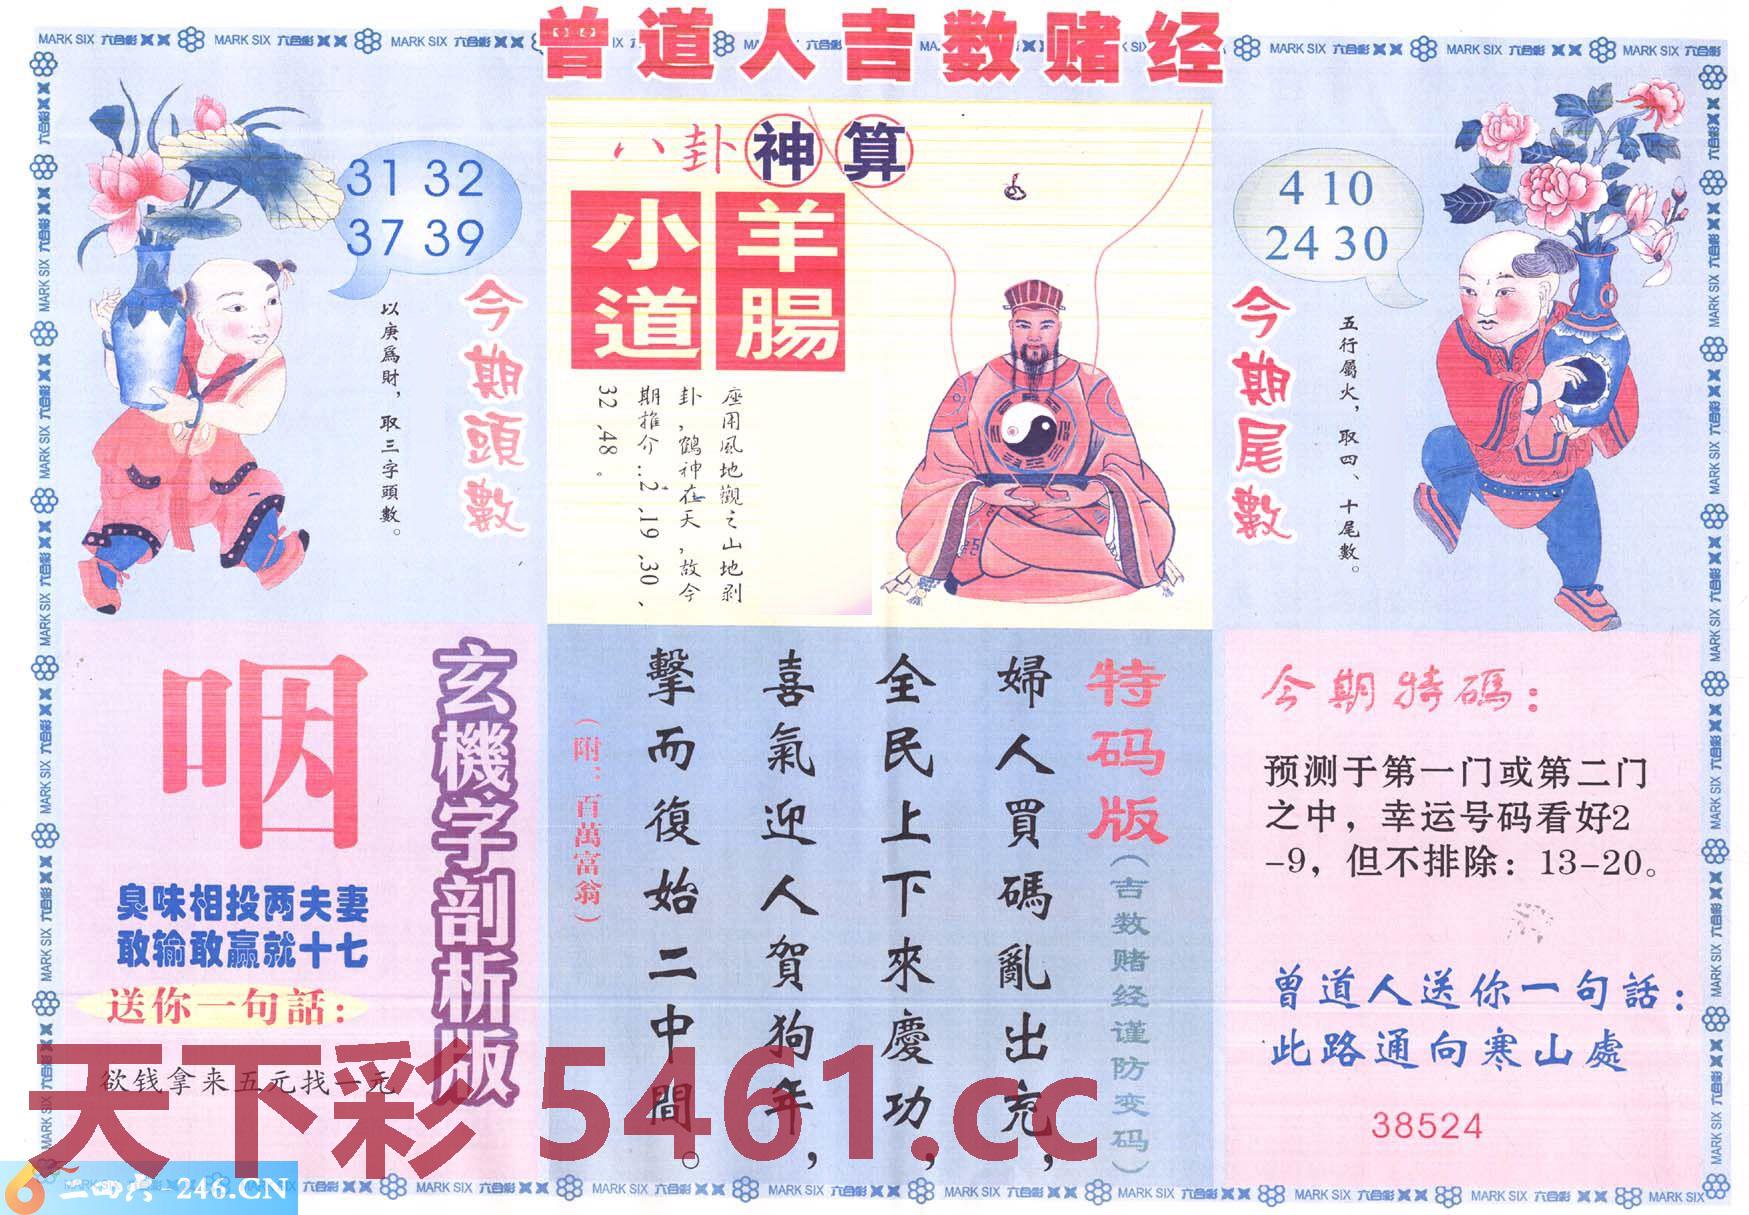 曾道人吉数赌经
MARK SIX 六合彩
31 32
37 39
今期頭數
以庚爲財，取三字頭數。
八卦神算
羊腸
小道
座用風地觀之山地剥
卦，鶴神在天，故今
期推介：2、19、30、
32、48。
4 10
24 30
今期尾數
五行屬火，取四、十尾數。
玄機字剖析版
咽
臭味相投两夫妻
敢输敢赢就十七
送你一句話：
欲钱拿来五元找一元
特码版
（吉数赌经谨防变码）
婦人買碼亂出充，
全民上下來慶功，
喜氣迎人賀狗年，
擊而復始二中間。
（附：百萬富翁）
今期特碼：
预测于第一门或第二门
之中，幸运号码看好2
-9，但不排除：13-20。
曾道人送你一句話：
此路通向寒山處
38524
天下彩 5461.cc
二四六-246.CN